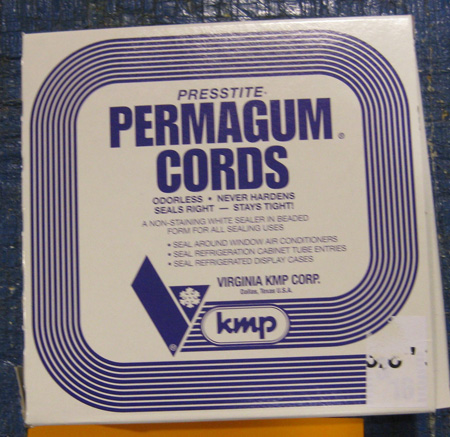 PRESSTITE
PERMAGUM®
CORDS
ODORLESS • NEVER HARDENS
SEALS RIGHT — STAYS TIGHT!
A NON-STAINING WHITE SEALER IN BEADED
FORM FOR ALL SEALING USES
• SEAL AROUND WINDOW AIR CONDITIONERS
• SEAL REFRIGERATION CABINET TUBE ENTRIES
• SEAL REFRIGERATED DISPLAY CASES
VIRGINIA KMP CORP.
Dallas, Texas U.S.A.
kmp
®